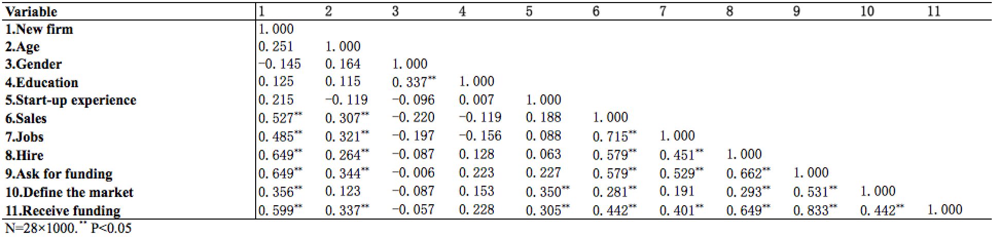 Variable 1 2 3 4 5 6 7 8 9 10 11
1.New firm 1.000
2.Age 0.251 1.000
3.Gender -0.145 0.164 1.000
4.Education 0.125 0.115 0.337** 1.000
5.Start-up experience 0.215 -0.119 -0.096 0.007 1.000
6.Sales 0.527** 0.307** -0.220 -0.119 0.188 1.000
7.Jobs 0.485** 0.321** -0.197 -0.156 0.088 0.715** 1.000
8.Hire 0.649** 0.264** -0.087 0.128 0.063 0.579** 0.451** 1.000
9.Ask for funding 0.649** 0.344** -0.006 0.223 0.227 0.579** 0.529** 0.662** 1.000
10.Define the market 0.356** 0.123 -0.087 0.153 0.350** 0.281** 0.191 0.293** 0.531** 1.000
11.Receive funding 0.599** 0.337** -0.057 0.228 0.305** 0.442** 0.401** 0.649** 0.833** 0.442** 1.000
N=28×1000. ** P<0.05